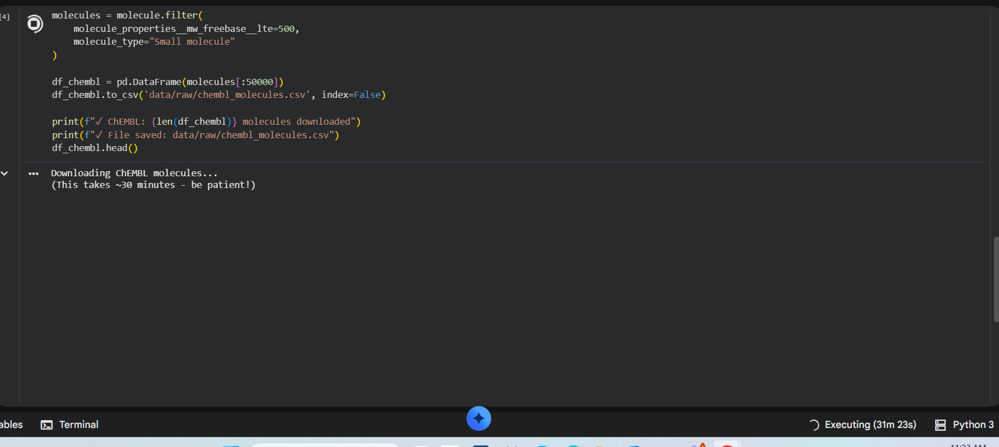 [4]
molecules = molecule.filter(
    molecule_properties__mw_freebase__lte=500,
    molecule_type="Small molecule"
)
df_chembl = pd.DataFrame(molecules[:50000])
df_chembl.to_csv('data/raw/chembl_molecules.csv', index=False)
print(f"✓ ChEMBL: {len(df_chembl)} molecules downloaded")
print(f"✓ File saved: data/raw/chembl_molecules.csv")
df_chembl.head()
Downloading ChEMBL molecules...
(This takes ~30 minutes - be patient!)
ables Terminal Executing (31m 23s) Python 3